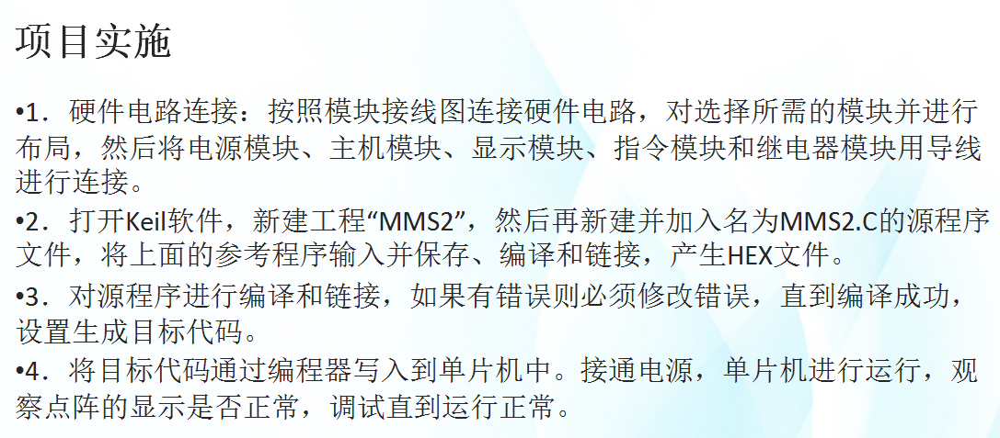 项目实施
•1．硬件电路连接：按照模块接线图连接硬件电路，对选择所需的模块并进行
布局，然后将电源模块、主机模块、显示模块、指令模块和继电器模块用导线
进行连接。
•2．打开Keil软件，新建工程“MMS2”，然后再新建并加入名为MMS2.C的源程序
文件，将上面的参考程序输入并保存、编译和链接，产生HEX文件。
•3．对源程序进行编译和链接，如果有错误则必须修改错误，直到编译成功，
设置生成目标代码。
•4．将目标代码通过编程器写入到单片机中。接通电源，单片机进行运行，观
察点阵的显示是否正常，调试直到运行正常。